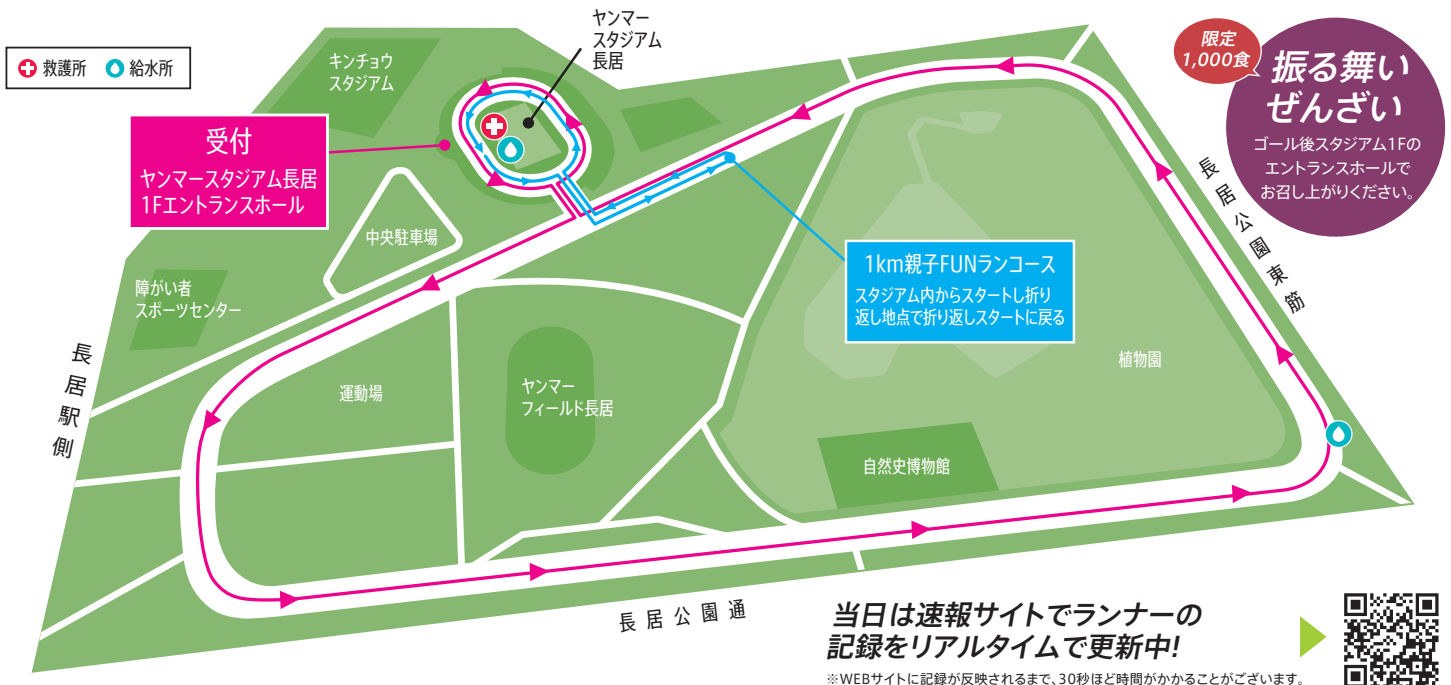 救護所
給水所
キンチョウ
スタジアム
ヤンマー
スタジアム
長居
限定
1,000食
振る舞い
ぜんざい
ゴール後スタジアム1Fの
エントランスホールで
お召し上がりください。
受付
ヤンマースタジアム長居
1Fエントランスホール
中央駐車場
障がい者
スポーツセンター
長居駅側
運動場
ヤンマー
フィールド長居
1km親子FUNランコース
スタジアム内からスタートし折り
返し地点で折り返しスタートに戻る
植物園
自然史博物館
長居公園東筋
長居公園通
当日は速報サイトでランナーの
記録をリアルタイムで更新中!
※WEBサイトに記録が反映されるまで、30秒ほど時間がかかることがございます。